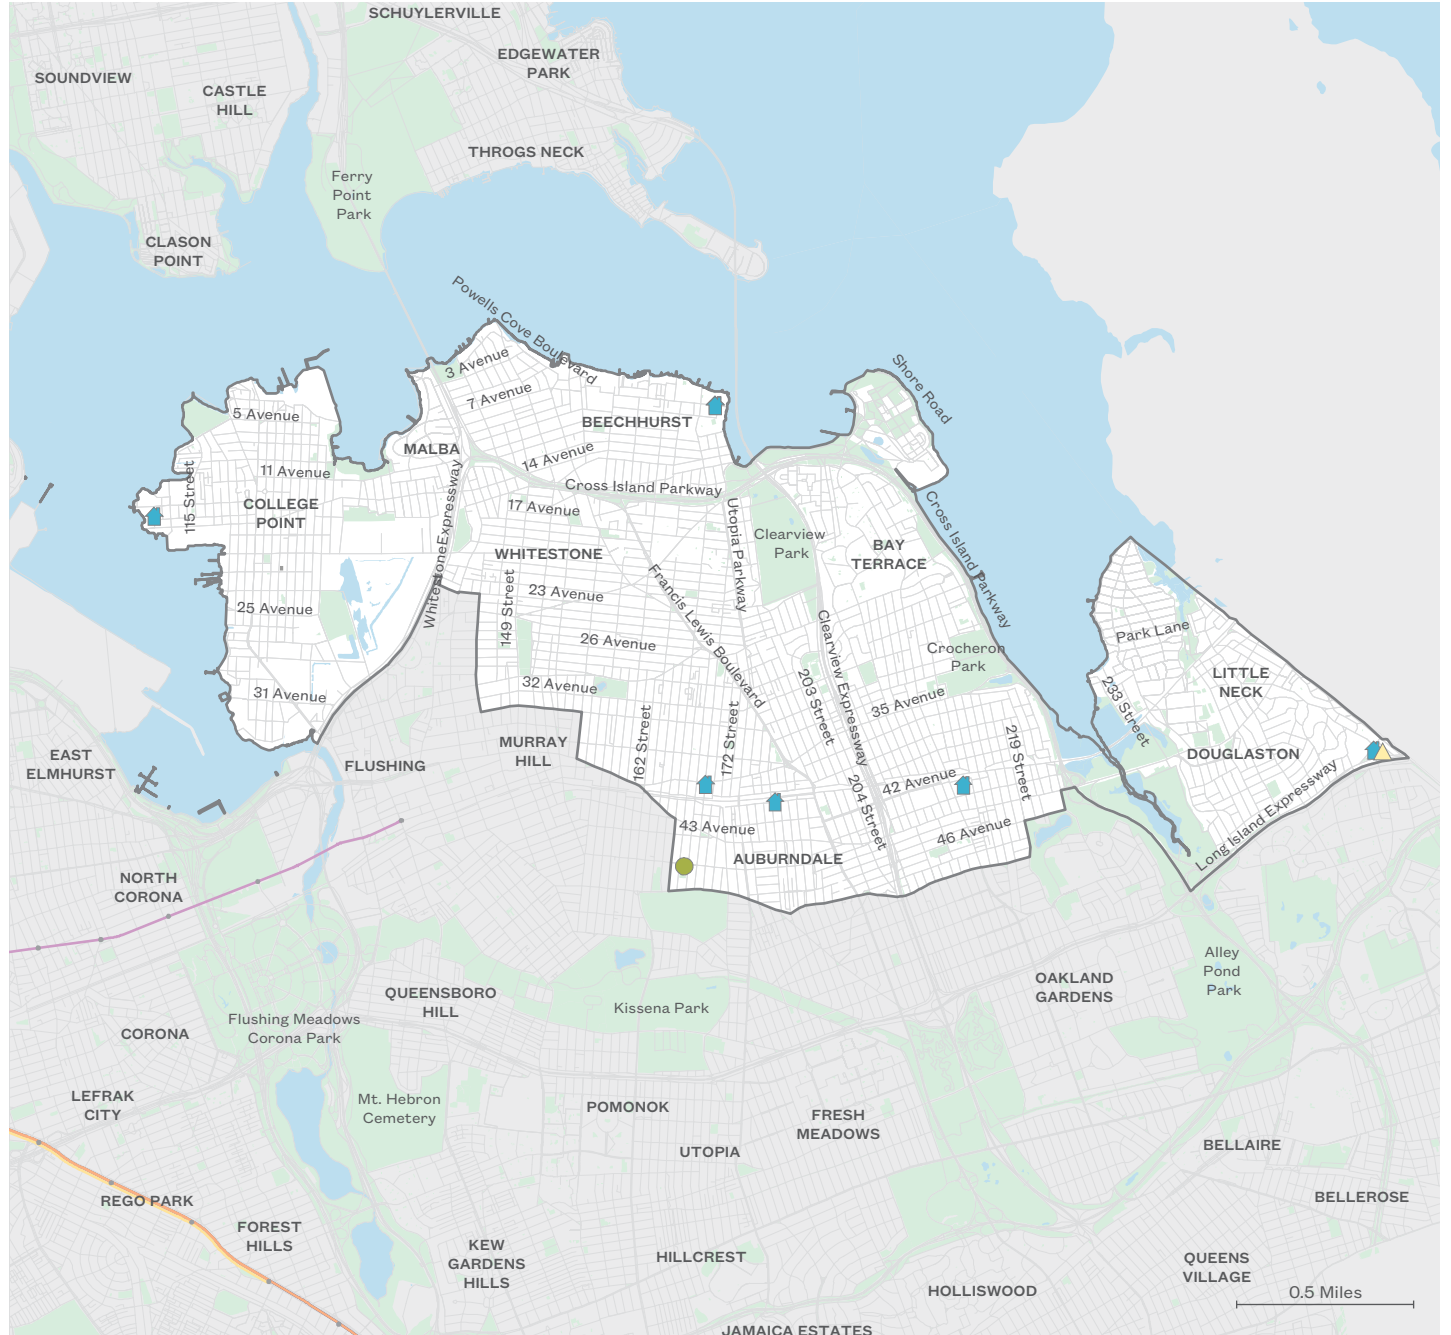 SCHUYLERVILLE
EDGEWATER
PARK
SOUNDVIEW
CASTLE
HILL
THROGS NECK
Ferry
Point
Park
CLASON
POINT
Powells Cove Boulevard
3 Avenue
7 Avenue
Shore Road
5 Avenue
BEECHHURST
MALBA
14 Avenue
11 Avenue
115 Street
COLLEGE
POINT
Cross Island Parkway
17 Avenue
Whitestone Expressway
WHITESTONE
Utopia Parkway
Clearview
Park
BAY
TERRACE
Cross Island Parkway
149 Street
23 Avenue
Francis Lewis Boulevard
25 Avenue
26 Avenue
Clearview Expressway
Park Lane
Crocheron
Park
LITTLE
NECK
32 Avenue
31 Avenue
203 Street
35 Avenue
233 Street
162 Street
172 Street
219 Street
MURRAY
HILL
EAST
ELMHURST
FLUSHING
DOUGLASTON
42 Avenue
204 Street
Long Island Expressway
43 Avenue
46 Avenue
AUBURNDALE
NORTH
CORONA
Alley
Pond
Park
OAKLAND
GARDENS
QUEENSBORO
HILL
Kissena Park
Flushing Meadows
Corona Park
CORONA
LEFRAK
CITY
Mt. Hebron
Cemetery
POMONOK
FRESH
MEADOWS
UTOPIA
BELLAIRE
REGO PARK
BELLEROSE
FOREST
HILLS
KEW
GARDENS
HILLS
HILLCREST
QUEENS
VILLAGE
HOLLISWOOD
0.5 Miles
JAMAICA ESTATES